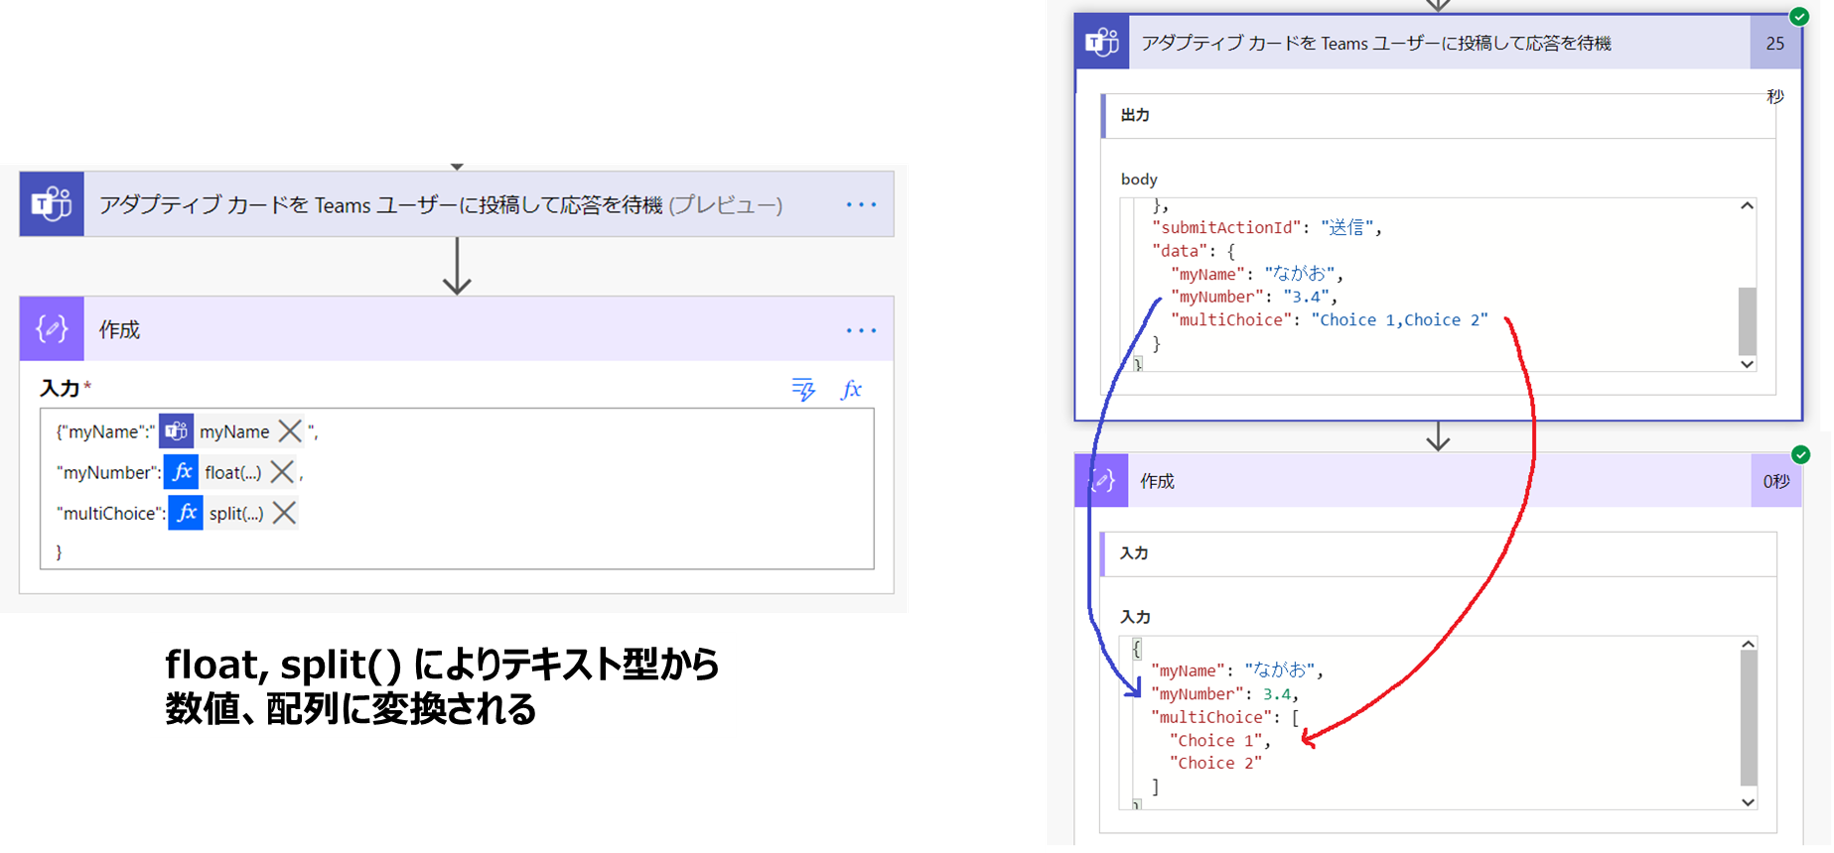 アダプティブ カードを Teams ユーザーに投稿して応答を待機 (プレビュー)
作成
入力*
fx
{"myName":" myName ",
"myNumber": fx float(...) ,
"multiChoice": fx split(...)
}
float, split() によりテキスト型から
数値、配列に変換される
アダプティブ カードを Teams ユーザーに投稿して応答を待機
25
秒
出力
body
},
"submitActionId": "送信",
"data": {
"myName": "ながお",
"myNumber": "3.4",
"multiChoice": "Choice 1,Choice 2"
}
}
作成
0秒
入力
入力
{
"myName": "ながお",
"myNumber": 3.4,
"multiChoice": [
"Choice 1",
"Choice 2"
]
}